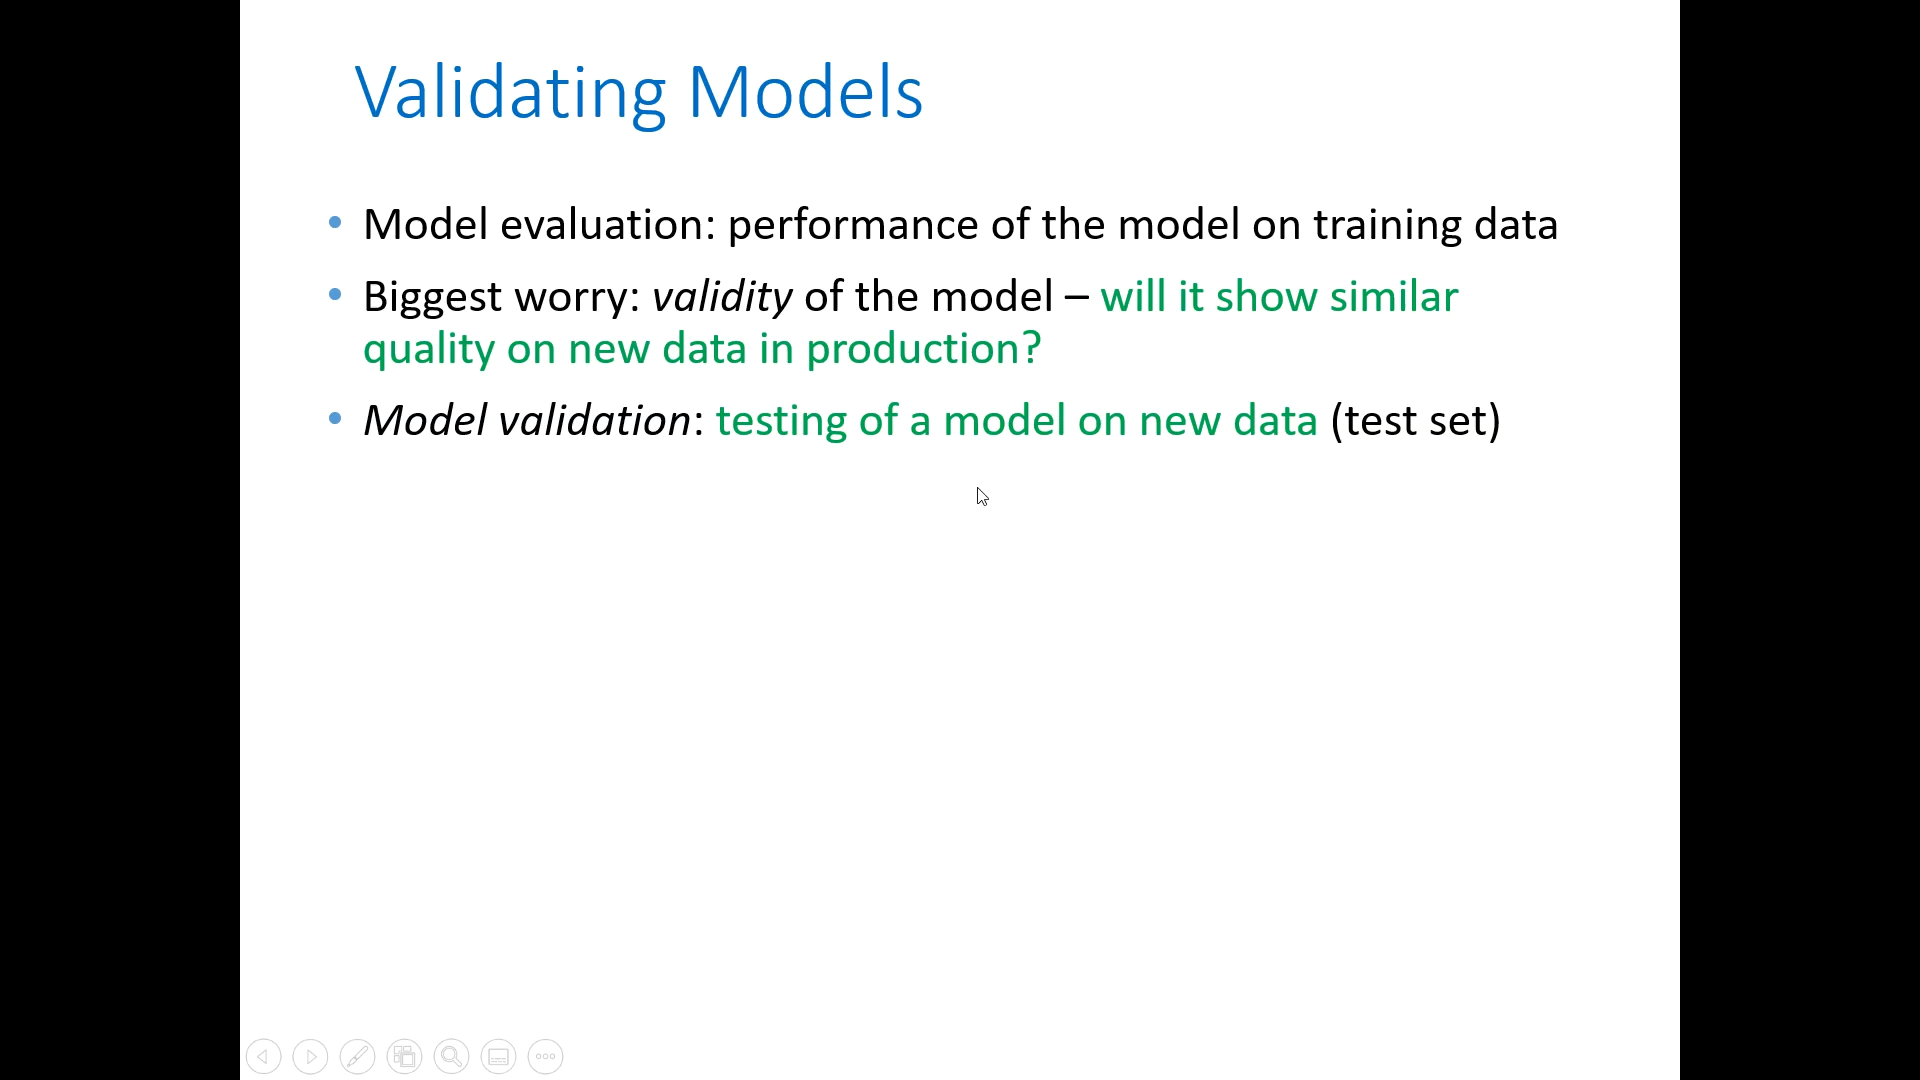 Validating Models
• Model evaluation: performance of the model on training data
• Biggest worry: validity of the model – will it show similar
quality on new data in production?
• Model validation: testing of a model on new data (test set)